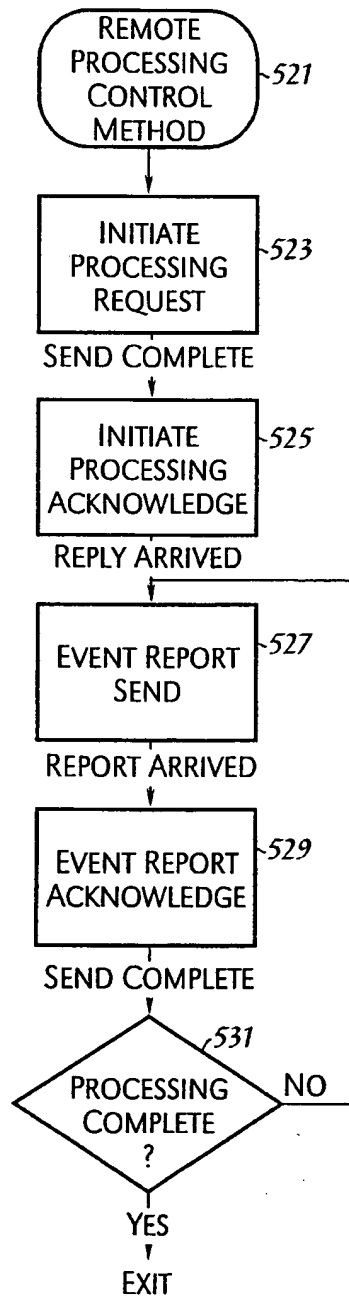 REMOTE
PROCESSING
CONTROL
METHOD
521
INITIATE
PROCESSING
REQUEST
523
SEND COMPLETE
INITIATE
PROCESSING
ACKNOWLEDGE
525
REPLY ARRIVED
EVENT REPORT
SEND
527
REPORT ARRIVED
EVENT REPORT
ACKNOWLEDGE
529
SEND COMPLETE
531
PROCESSING
COMPLETE
?
NO
YES
EXIT